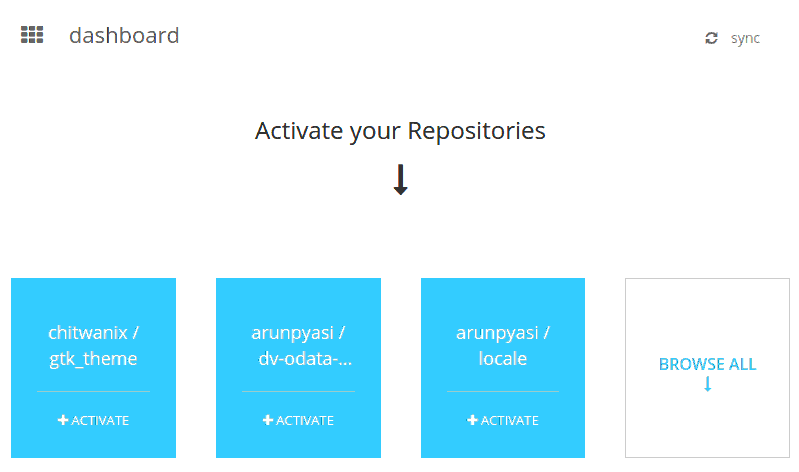 dashboard
sync
Activate your Repositories
chitwanix /
gtk_theme
ACTIVATE
arunpyasi /
dv-odata-...
ACTIVATE
arunpyasi /
locale
ACTIVATE
BROWSE ALL